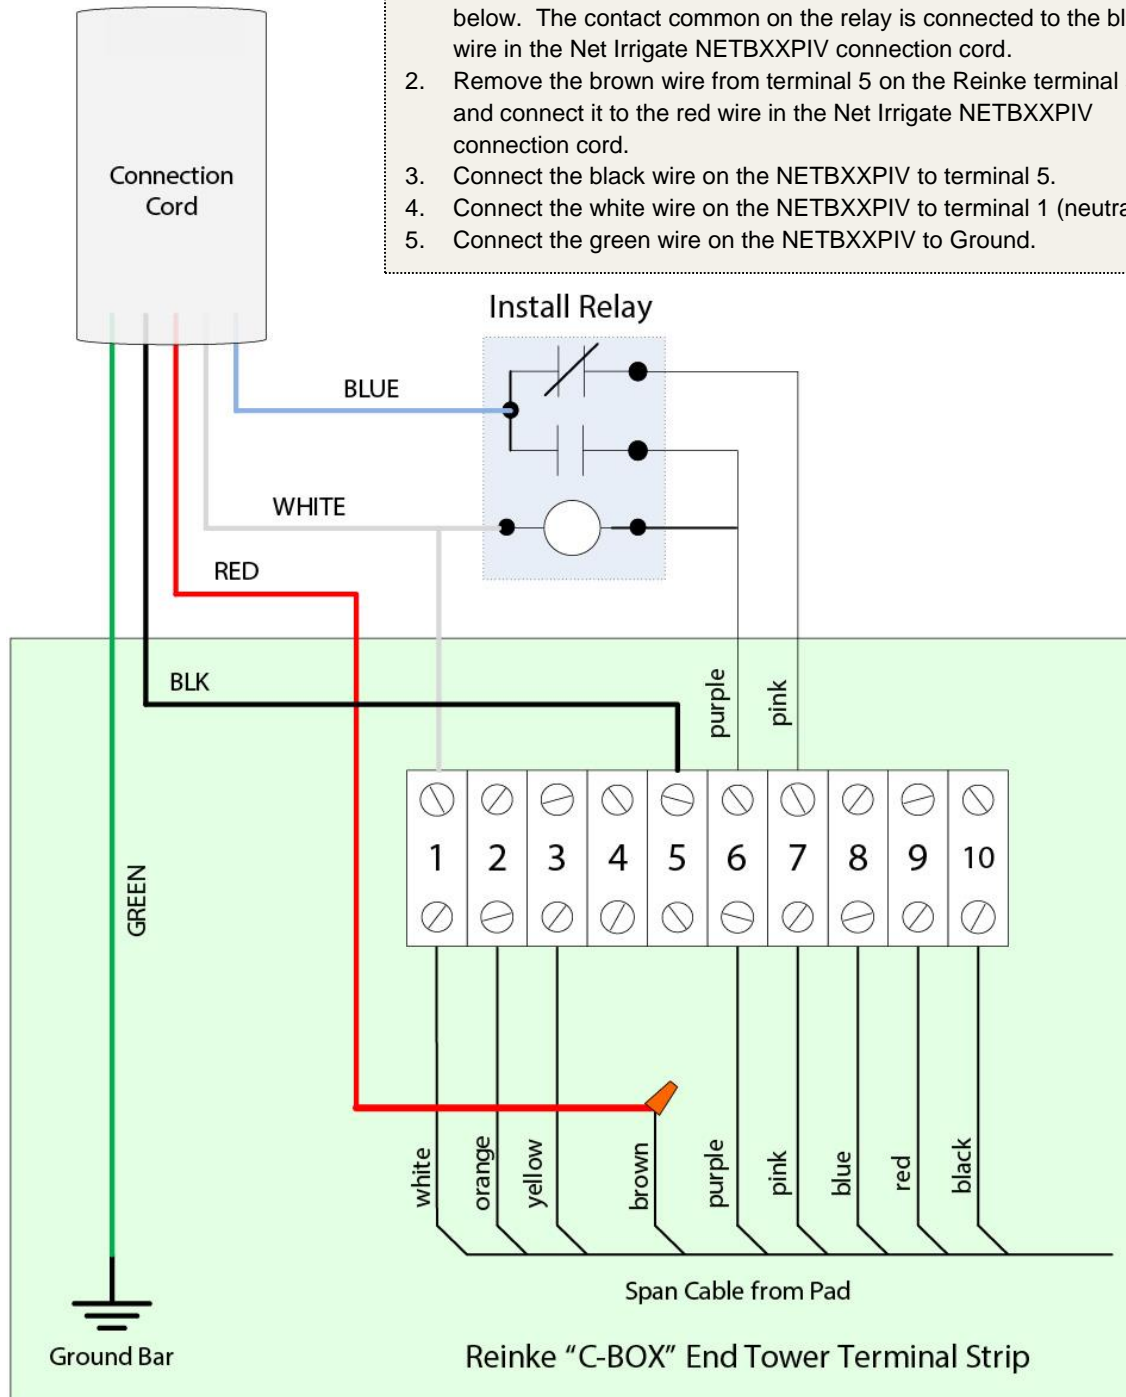 below. The contact common on the relay is connected to the
wire in the Net Irrigate NETBXXPIV connection cord.
2. Remove the brown wire from terminal 5 on the Reinke terminal
and connect it to the red wire in the Net Irrigate NETBXXPIV
connection cord.
3. Connect the black wire on the NETBXXPIV to terminal 5.
4. Connect the white wire on the NETBXXPIV to terminal 1
5. Connect the green wire on the NETBXXPIV to Ground.
Connection
Cord
Install Relay
BLUE
WHITE
RED
BLK
purple
pink
GREEN
1 2 3 4 5 6 7 8 9 10
white
orange
yellow
brown
purple
pink
blue
red
black
Span Cable from Pad
Ground Bar
Reinke “C-BOX” End Tower Terminal Strip